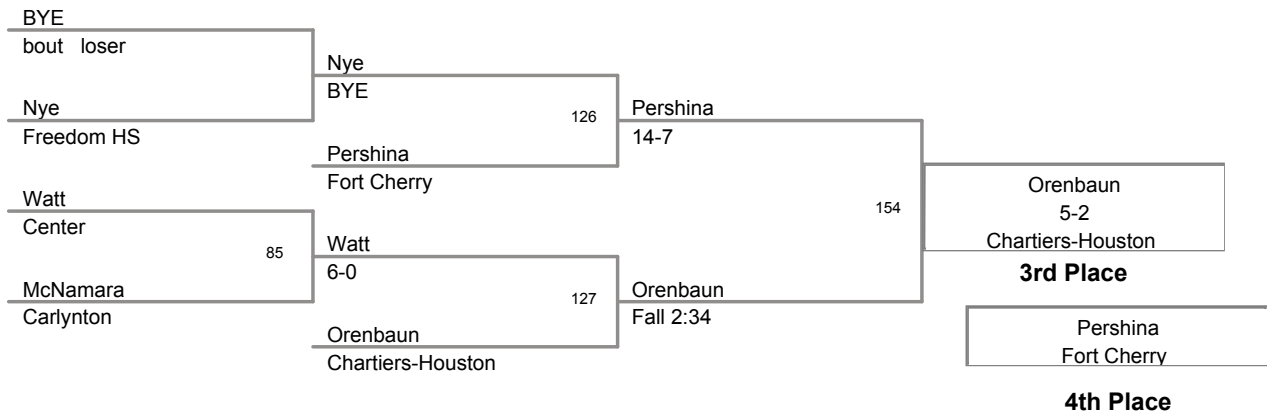 BYE
bout loser
Nye
Freedom HS
Watt
Center
85
McNamara
Carlynton
Nye
BYE
126
Pershina
Fort Cherry
Watt
6-0
127
Orenbaun
Chartiers-Houston
Pershina
14-7
154
Orenbaun
Fall 2:34
Orenbaun
5-2
Chartiers-Houston
3rd Place
Pershina
Fort Cherry
4th Place